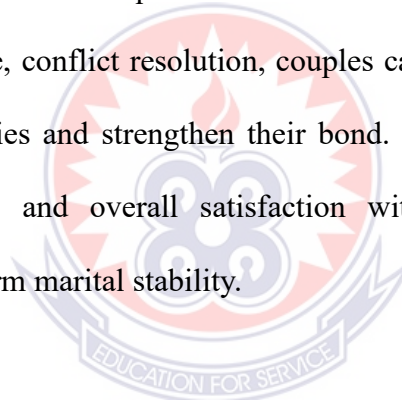 , conflict resolution, couples ca
ies and strengthen their bond.
and overall satisfaction wit
rm marital stability.
EDUCATION FOR SERVICE